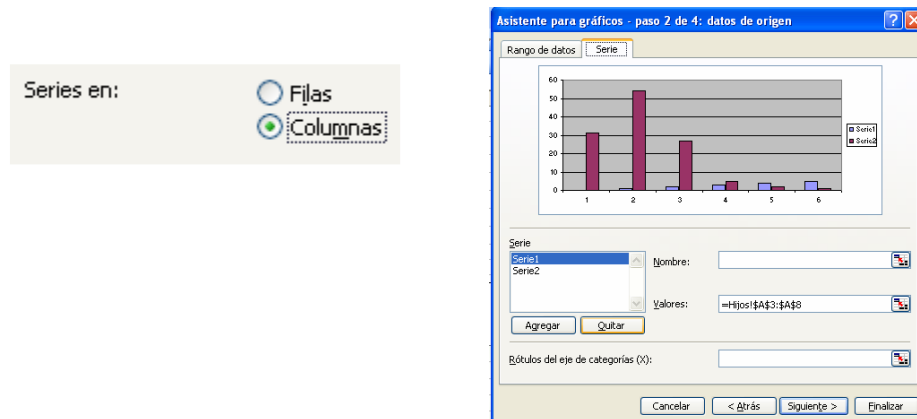 Series en:
Filas
Columnas
Asistente para gráficos - paso 2 de 4: datos de origen
Rango de datos
Serie
60
50
40
30
20
10
0
1 2 3 4 5 6
Serie1
Serie2
Serie
Serie1
Serie2
Nombre:
Valores:
=Hijos!$A$3:$A$8
Agregar
Quitar
Rótulos del eje de categorías (X):
Cancelar
< Atrás
Siguiente >
Finalizar